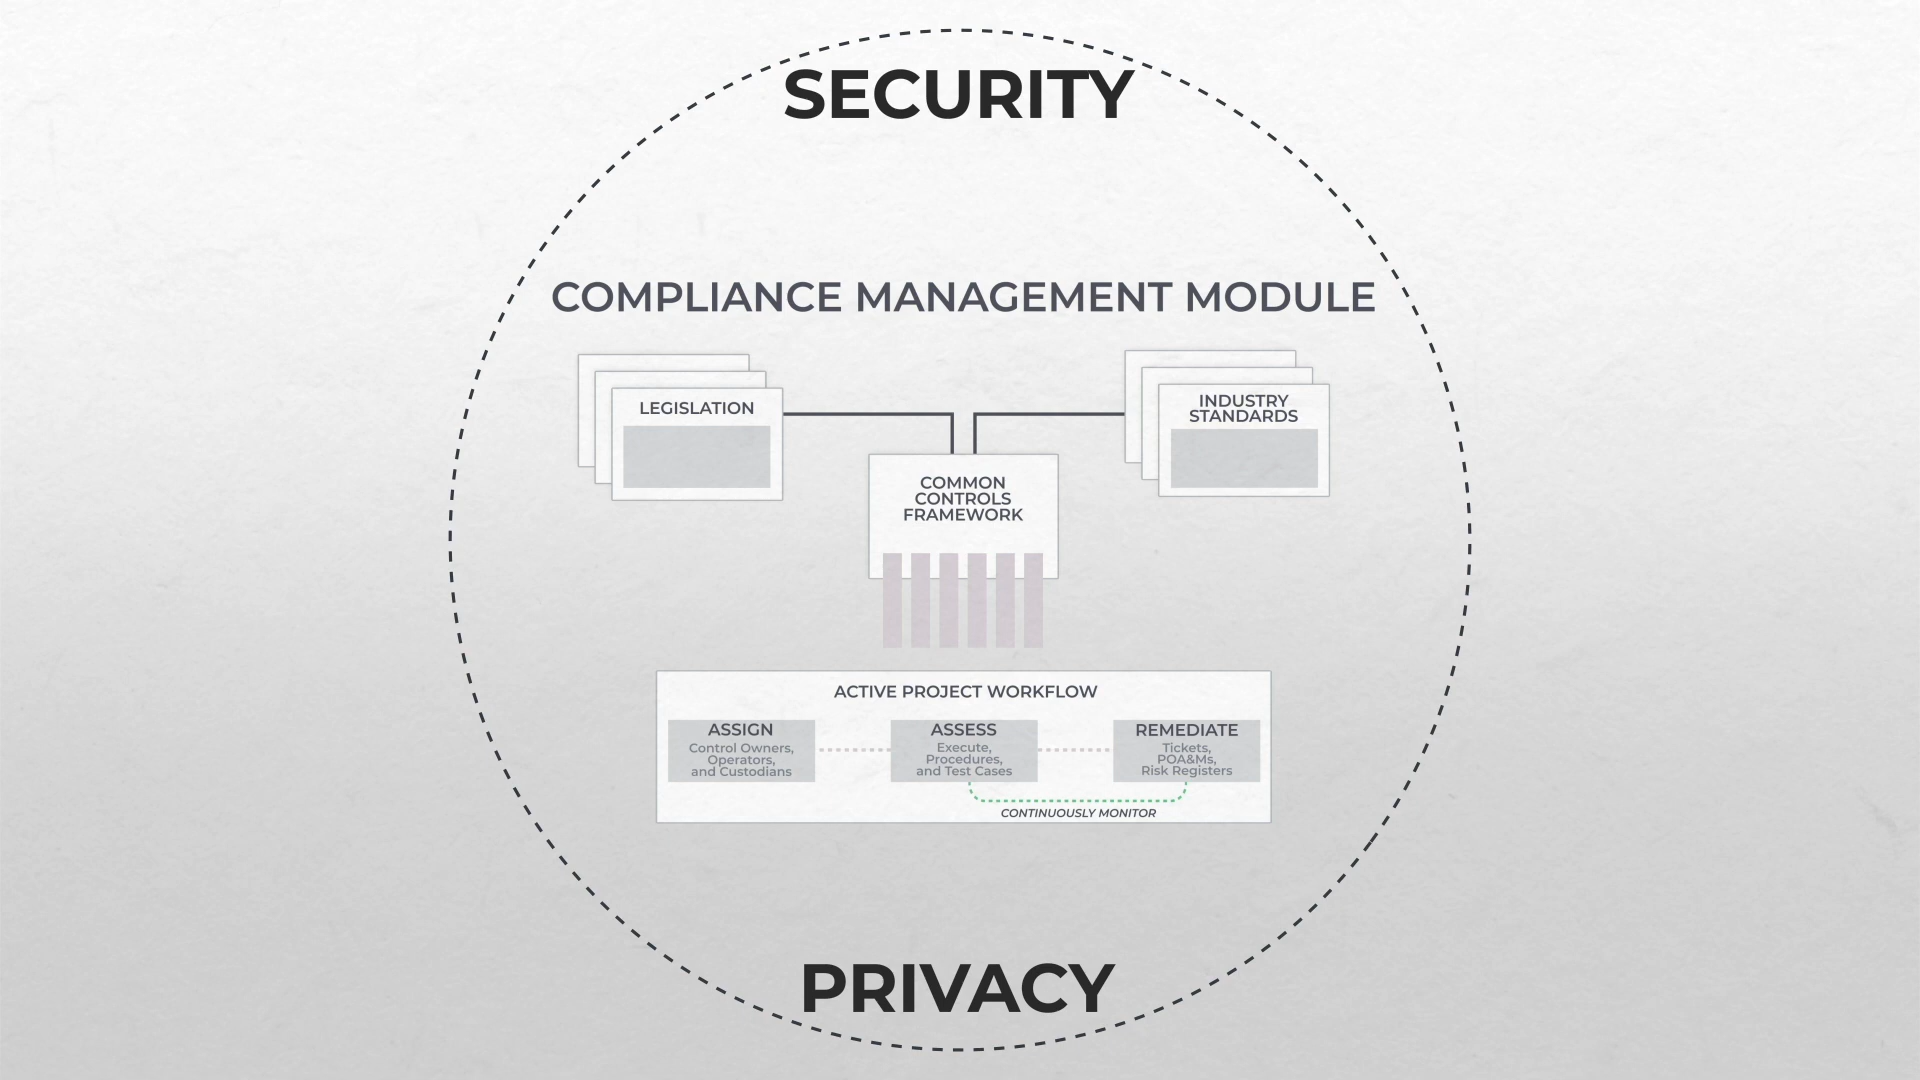 SECURITY
COMPLIANCE MANAGEMENT MODULE
LEGISLATION
INDUSTRY
STANDARDS
COMMON
CONTROLS
FRAMEWORK
ACTIVE PROJECT WORKFLOW
ASSIGN
Control Owners,
Operators,
and Custodians
ASSESS
Execute,
Procedures,
and Test Cases
REMEDIATE
Tickets,
POA&Ms,
Risk Registers
CONTINUOUSLY MONITOR
PRIVACY